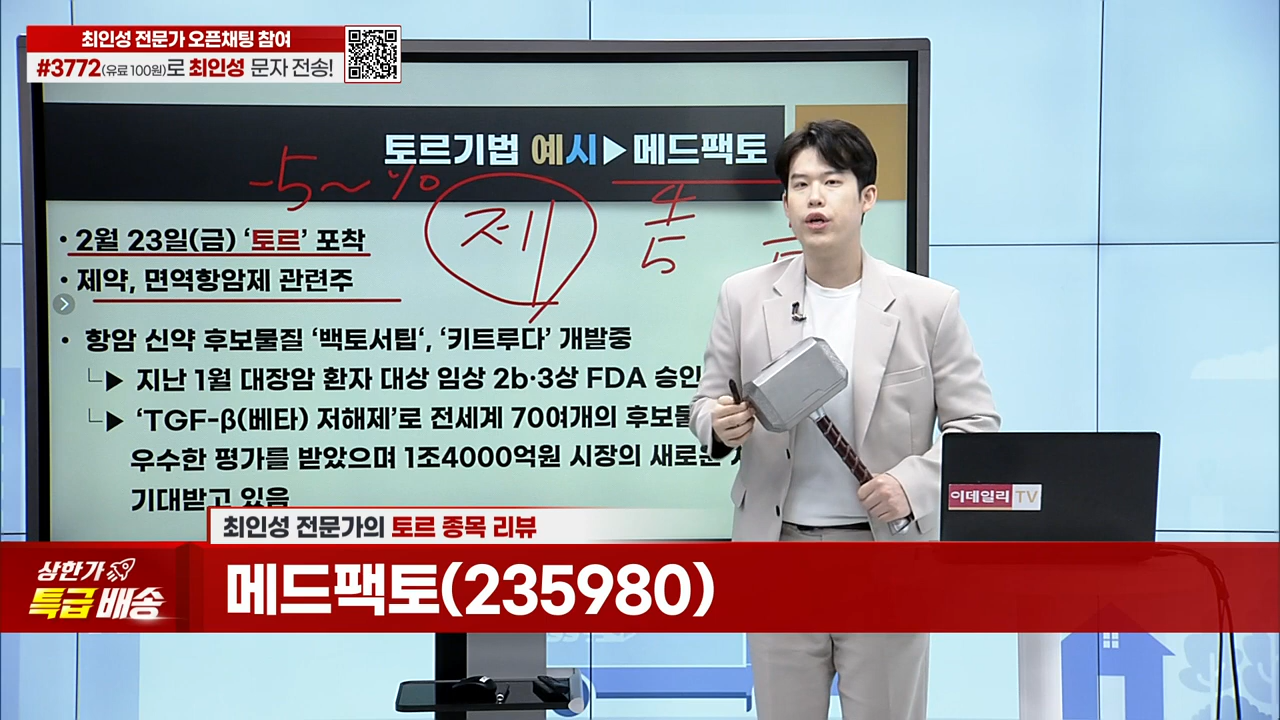 최인성 전문가 오픈채팅 참여
#3772(유료 100원)로 최인성 문자 전송!
토르기법 예시▶메드팩토
-5~%
제
4
5
• 2월 23일(금) ‘토르’ 포착
• 제약, 면역항암제 관련주
• 항암 신약 후보물질 ‘백토서팁‘, ‘키트루다’ 개발중
└▶ 지난 1월 대장암 환자 대상 임상 2b·3상 FDA 승인
└▶ ‘TGF-β(베타) 저해제’로 전세계 70여개의 후보물
우수한 평가를 받았으며 1조4000억원 시장의 새로운
기대받고 있음
이데일리 TV
최인성 전문가의 토르 종목 리뷰
상한가
특급 배송
메드팩토(235980)